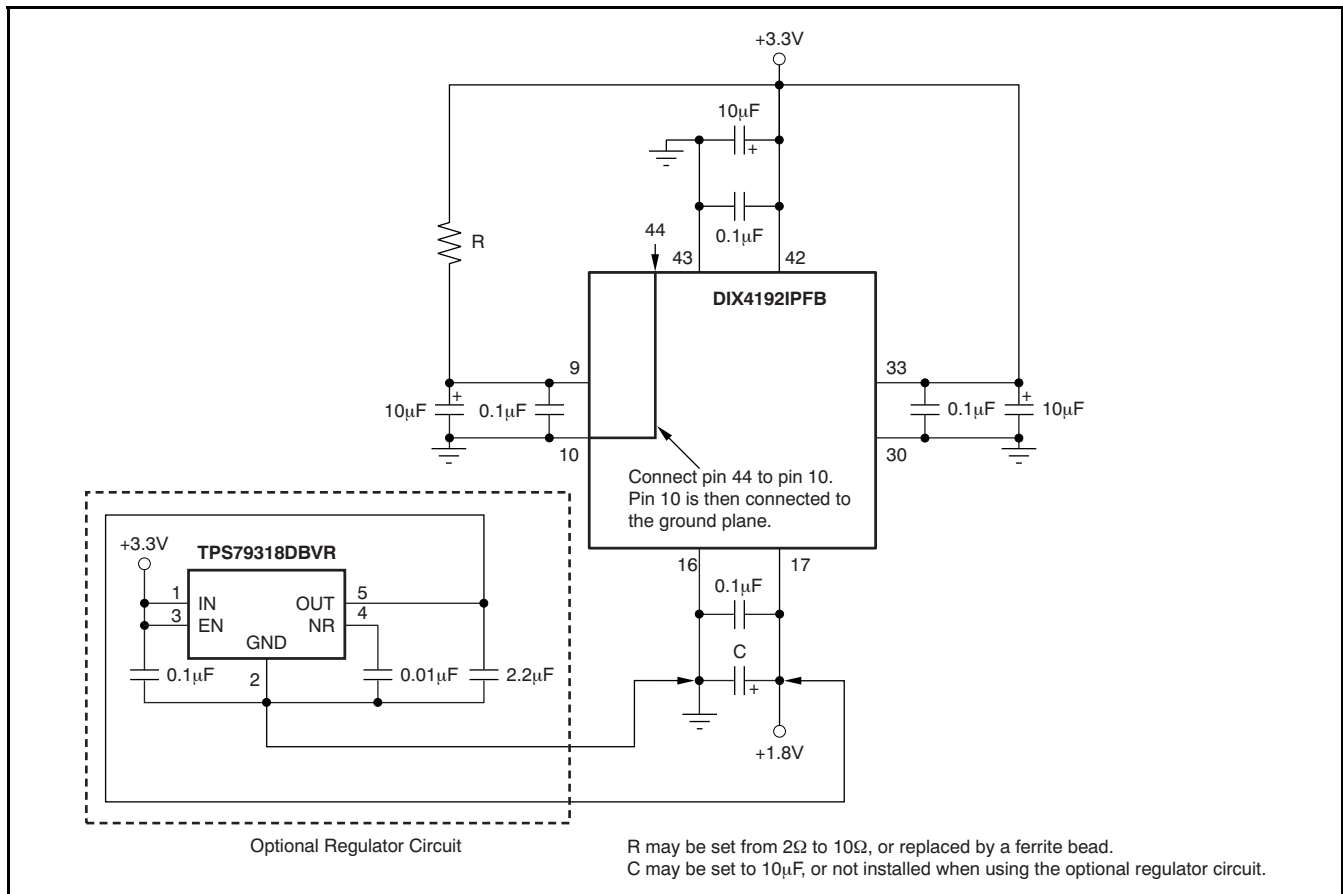 +3.3V
10μF
+
0.1μF
R
44
43
42
DIX4192IPFB
9
33
10μF
+
0.1μF
0.1μF
+
10μF
10
30
Connect pin 44 to pin 10.
Pin 10 is then connected to
the ground plane.
16
17
0.1μF
C
+
+1.8V
+3.3V
TPS79318DBVR
1
IN
OUT
5
3
EN
NR
4
GND
0.1μF
2
0.01μF
2.2μF
Optional Regulator Circuit
R may be set from 2Ω to 10Ω, or replaced by a ferrite bead.
C may be set to 10μF, or not installed when using the optional regulator circuit.